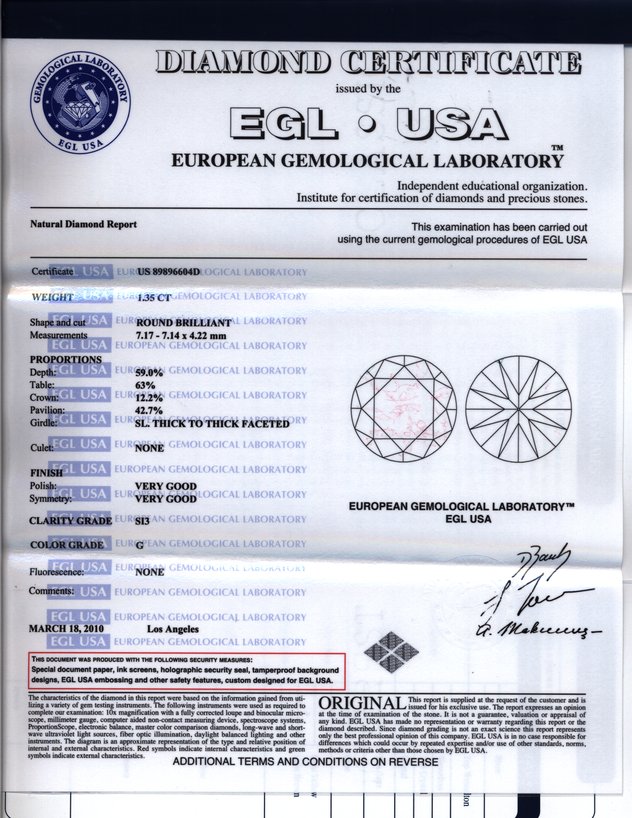 GEMOLOGICAL LABORATORY
EGL USA
DIAMOND CERTIFICATE
issued by the
EGL • USA
EUROPEAN GEMOLOGICAL LABORATORY™
Independent educational organization.
Institute for certification of diamonds and precious stones.
Natural Diamond Report
This examination has been carried out
using the current gemological procedures of EGL USA
Certificate US 89896604D
WEIGHT 1.35 CT
Shape and cut ROUND BRILLIANT
Measurements 7.17 - 7.14 x 4.22 mm
PROPORTIONS
Depth: 59.0%
Table: 63%
Crown: 12.2%
Pavilion: 42.7%
Girdle: SL. THICK TO THICK FACETED
Culet: NONE
FINISH
Polish: VERY GOOD
Symmetry: VERY GOOD
CLARITY GRADE SI3
COLOR GRADE G
Fluorescence: NONE
Comments:
EGL USA EUROPEAN GEMOLOGICAL LABORATORY
MARCH 18, 2010 Los Angeles
EUROPEAN GEMOLOGICAL LABORATORY™
EGL USA
THIS DOCUMENT WAS PRODUCED WITH THE FOLLOWING SECURITY MEASURES:
Special document paper, ink screens, holographic security seal, tamperproof background
designs, EGL USA embossing and other safety features, custom designed for EGL USA.
The characteristics of the diamond in this report were based on the information gained from uti-
lizing a variety of gem testing instruments. The following instruments were used as required to
complete our examination: 10x magnification with a fully corrected loupe and binocular micro-
scope, millimeter gauge, computer aided non-contact measuring device, spectroscope systems,
ProportionScope, electronic balance, master color comparison diamonds, long-wave and short-
wave ultraviolet light sources, fiber optic illumination, daylight balanced lighting and other
instruments. The diagram is an approximate representation of the type and relative position of
internal and external characteristics. Red symbols indicate internal characteristics and green
symbols indicate external characteristics.
ORIGINAL This report is supplied at the request of the customer and is
issued for his exclusive use. The report expresses an opinion
at the time of examination of the stone. It is not a guarantee, valuation or appraisal of
any kind. EGL USA has made no representation or warranty regarding this report or the
diamond described. Since diamond grading is not an exact science this report represents
only the best professional opinion of this company. EGL USA is in no case responsible for
differences which could occur by repeated expertise/and or use of other standards, norms,
methods or criteria other than those chosen by EGL USA.
ADDITIONAL TERMS AND CONDITIONS ON REVERSE